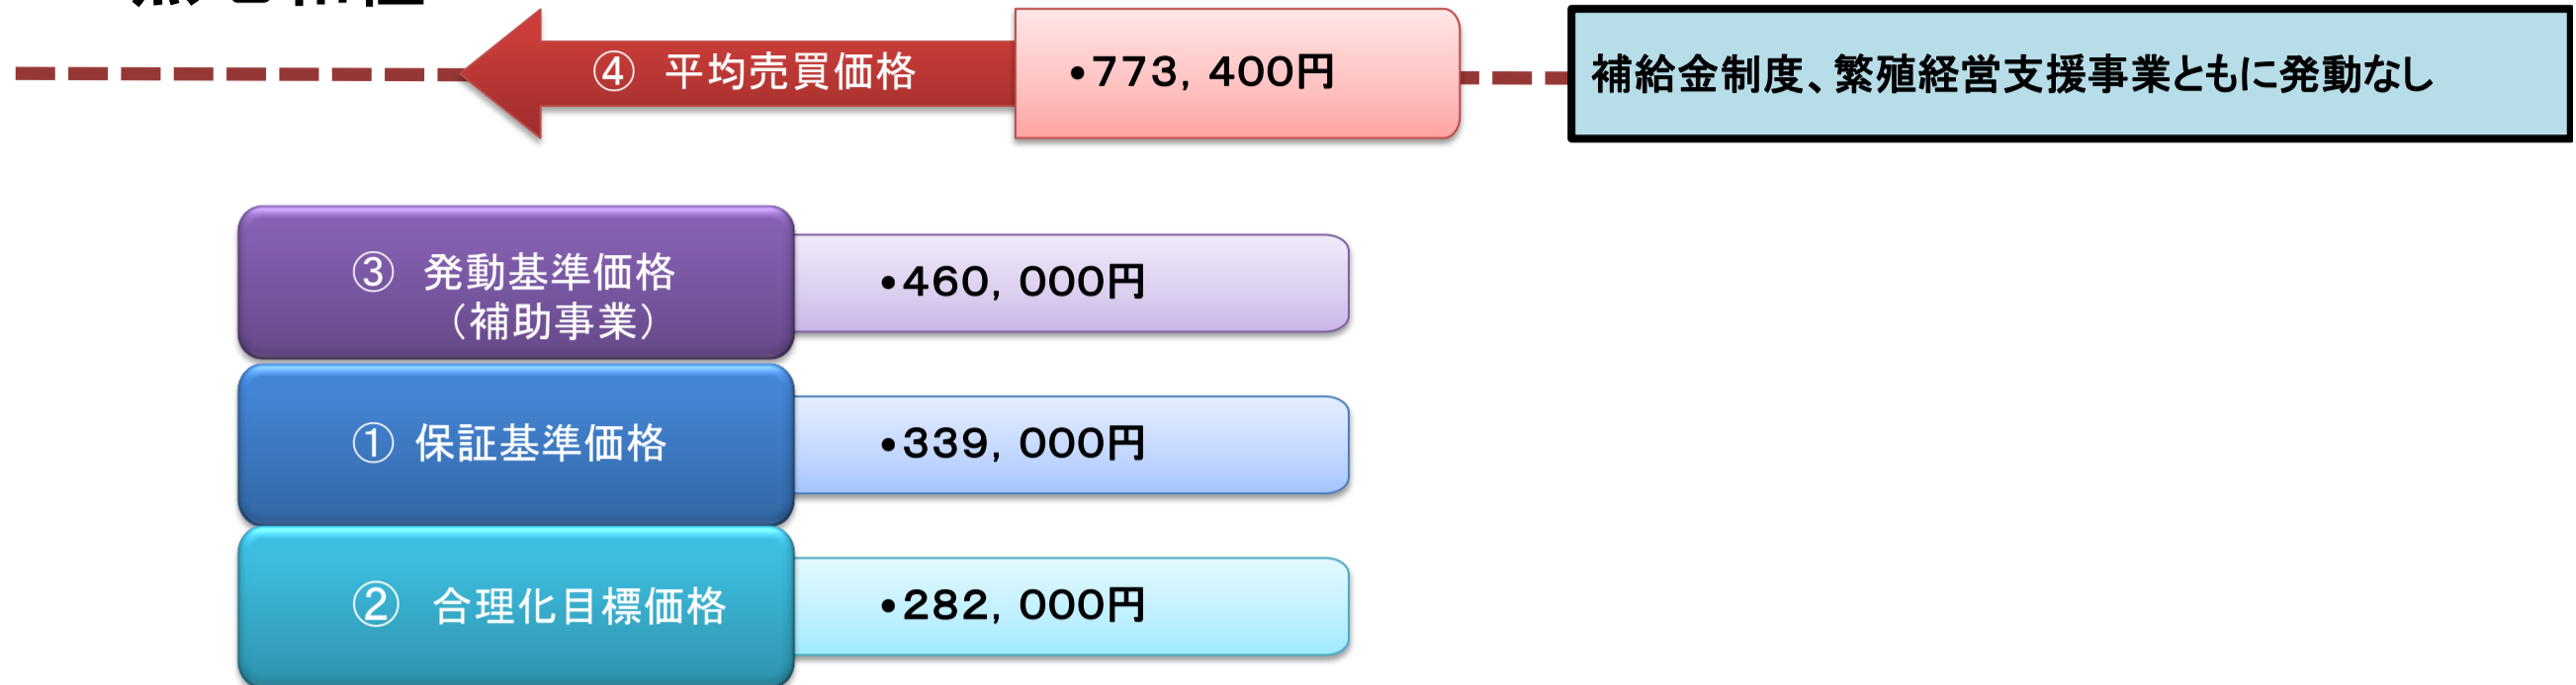 ④ 平均売買価格 •773，400円 補給金制度、繁殖経営支援事業ともに発動なし
③ 発動基準価格 •460，000円
（補助事業）
① 保証基準価格 •339，000円
② 合理化目標価格 •282，000円